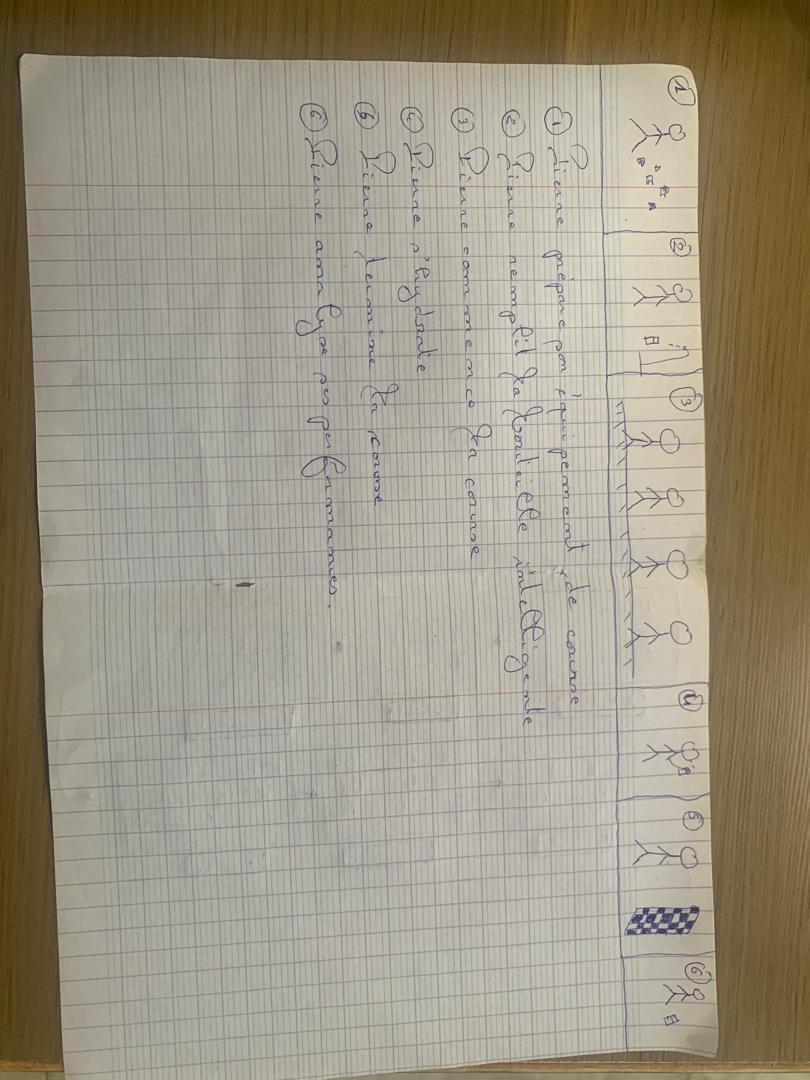 1 2 3 4 5 6
1 Pierre prépare son équipement de course
2 Pierre remplit la bouteille intelligente
3 Pierre commence la course
4 Pierre s'hydrate
5 Pierre termine la course
6 Pierre analyse ses performances.